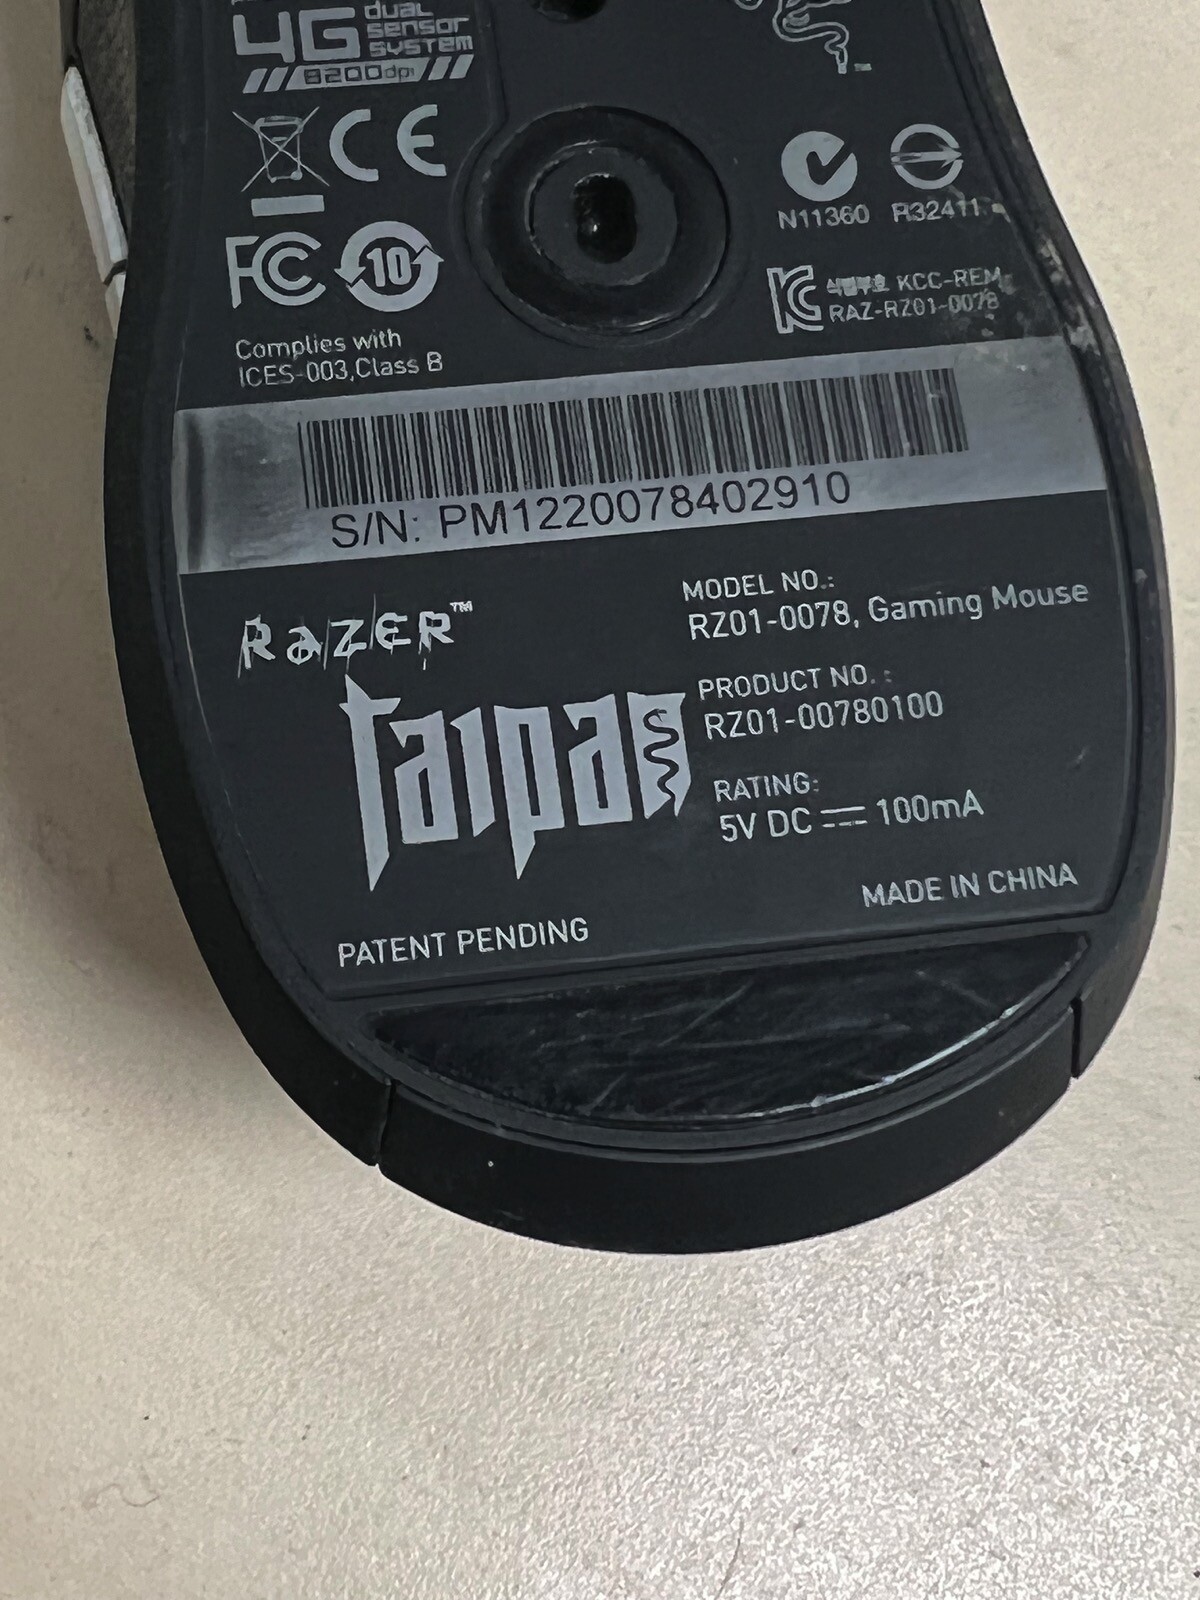 4G dual
sensor
system
8200dpi
CE
N11360 R32411
FC 10
KCC-REM-
RAZ-RZ01-0078
Complies with
ICES-003,Class B
S/N: PM1220078402910
RAZER™
Taipan
MODEL NO.:
RZ01-0078, Gaming Mouse
PRODUCT NO. :
RZ01-00780100
RATING:
5V DC ⎓ 100mA
MADE IN CHINA
PATENT PENDING